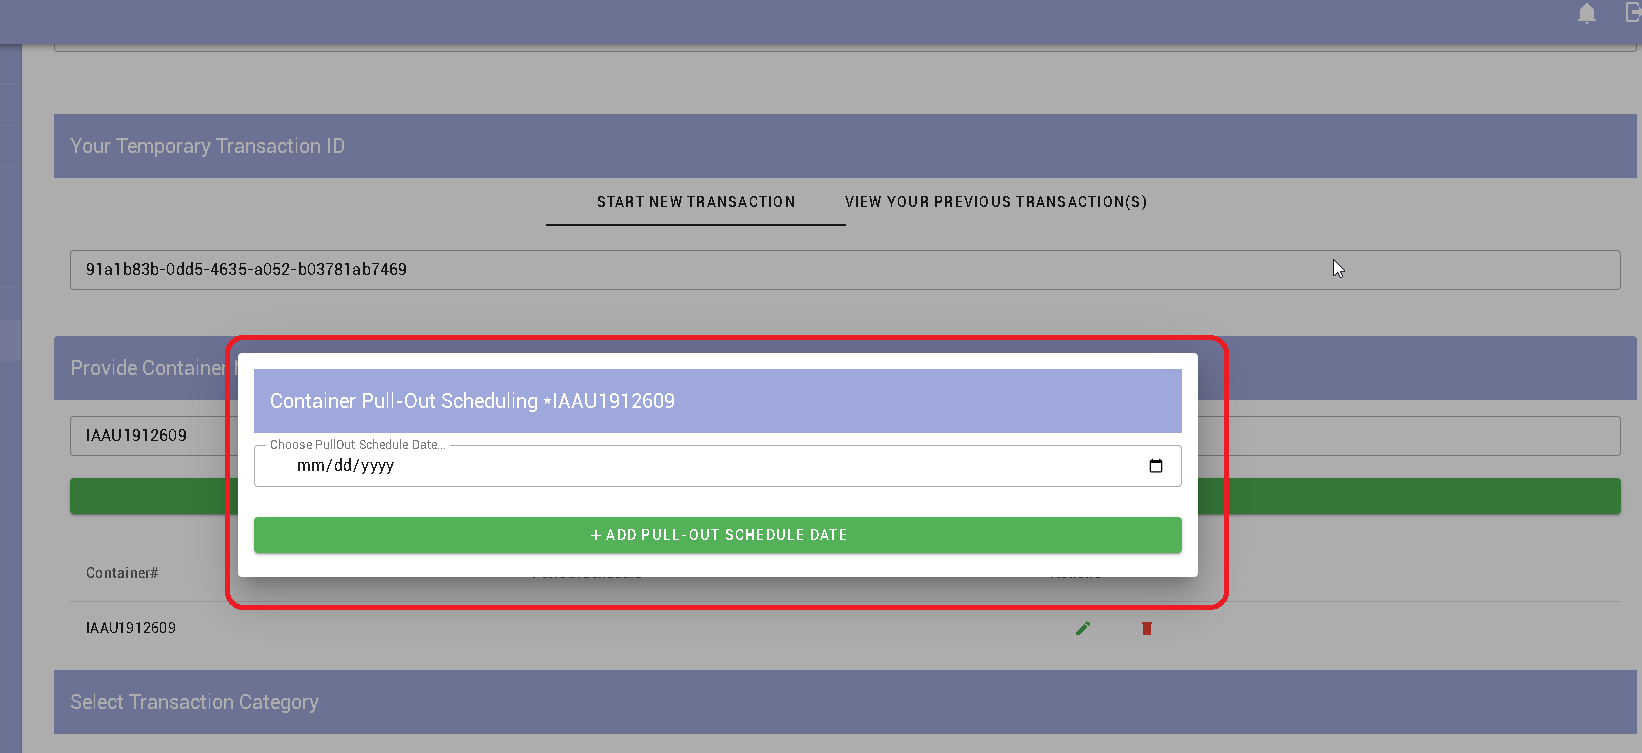 Your Temporary Transaction ID
START NEW TRANSACTION VIEW YOUR PREVIOUS TRANSACTION(S)
91a1b83b-0dd5-4635-a052-b03781ab7469
Provide Container
Container Pull-Out Scheduling *IAAU1912609
IAAU1912609
Choose PullOut Schedule Date...
mm/dd/yyyy
+ ADD PULL-OUT SCHEDULE DATE
Container#
IAAU1912609
Select Transaction Category